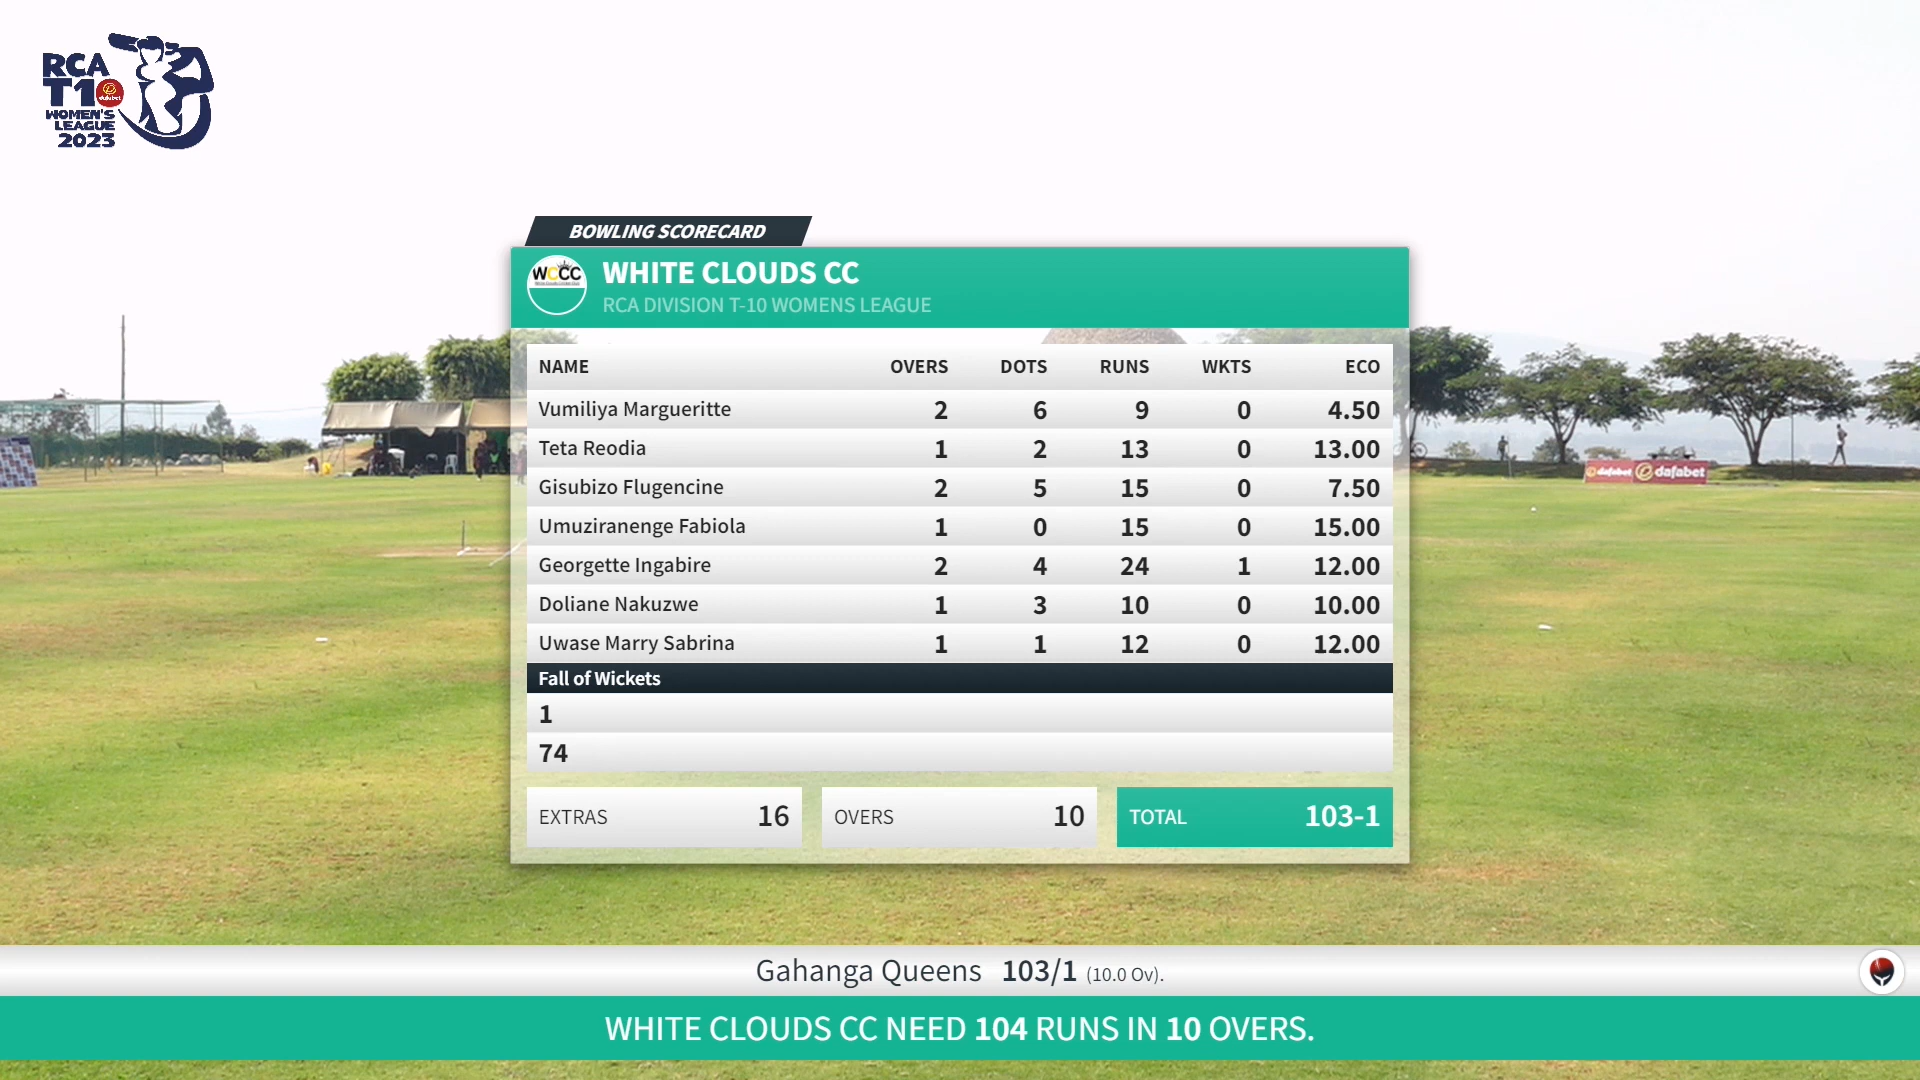 RCA
T10
dafabet
WOMEN'S
LEAGUE
2023
BOWLING SCORECARD
WCCC
WHITE CLOUDS CC
RCA DIVISION T-10 WOMENS LEAGUE
NAME OVERS DOTS RUNS WKTS ECO
Vumiliya Margueritte 2 6 9 0 4.50
Teta Reodia 1 2 13 0 13.00
Gisubizo Flugencine 2 5 15 0 7.50
Umuziranenge Fabiola 1 0 15 0 15.00
Georgette Ingabire 2 4 24 1 12.00
Doliane Nakuzwe 1 3 10 0 10.00
Uwase Marry Sabrina 1 1 12 0 12.00
Fall of Wickets
1
74
EXTRAS 16 OVERS 10 TOTAL 103-1
dafabet dafabet
Gahanga Queens 103/1 (10.0 Ov).
WHITE CLOUDS CC NEED 104 RUNS IN 10 OVERS.